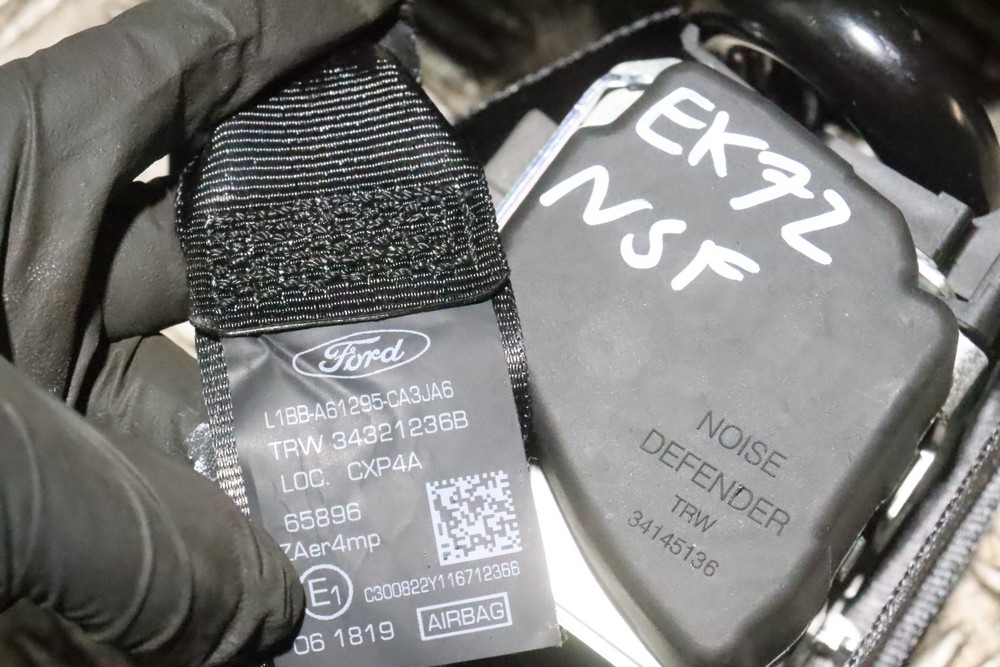 Ford
L1BB-A61295-CA3JA6
TRW 34321236B
LOC. CXP4A
65896
ZAer4mp
E1
C300822Y116712366
06 1819
AIRBAG
EK72
NSF
NOISE
DEFENDER
TRW
34145136